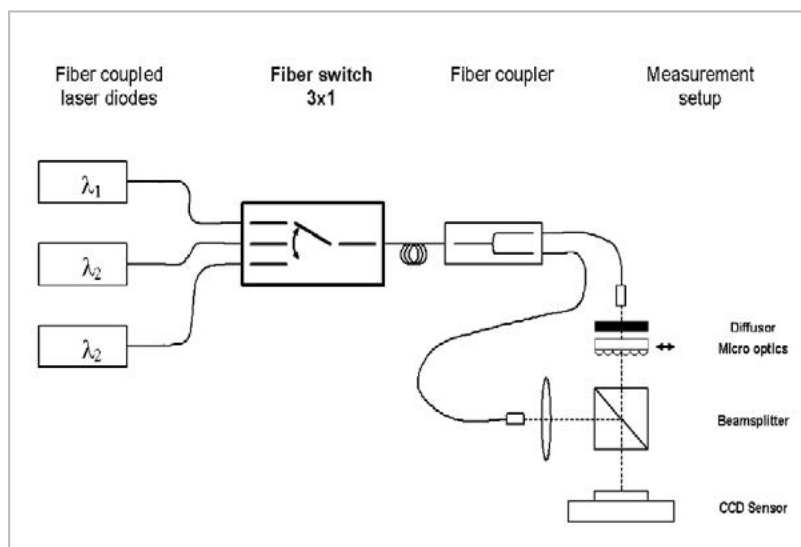 Fiber coupled
laser diodes
Fiber switch
3x1
Fiber coupler
Measurement
setup
λ1
λ2
λ2
Diffusor
Micro optics
Beamsplitter
CCD Sensor